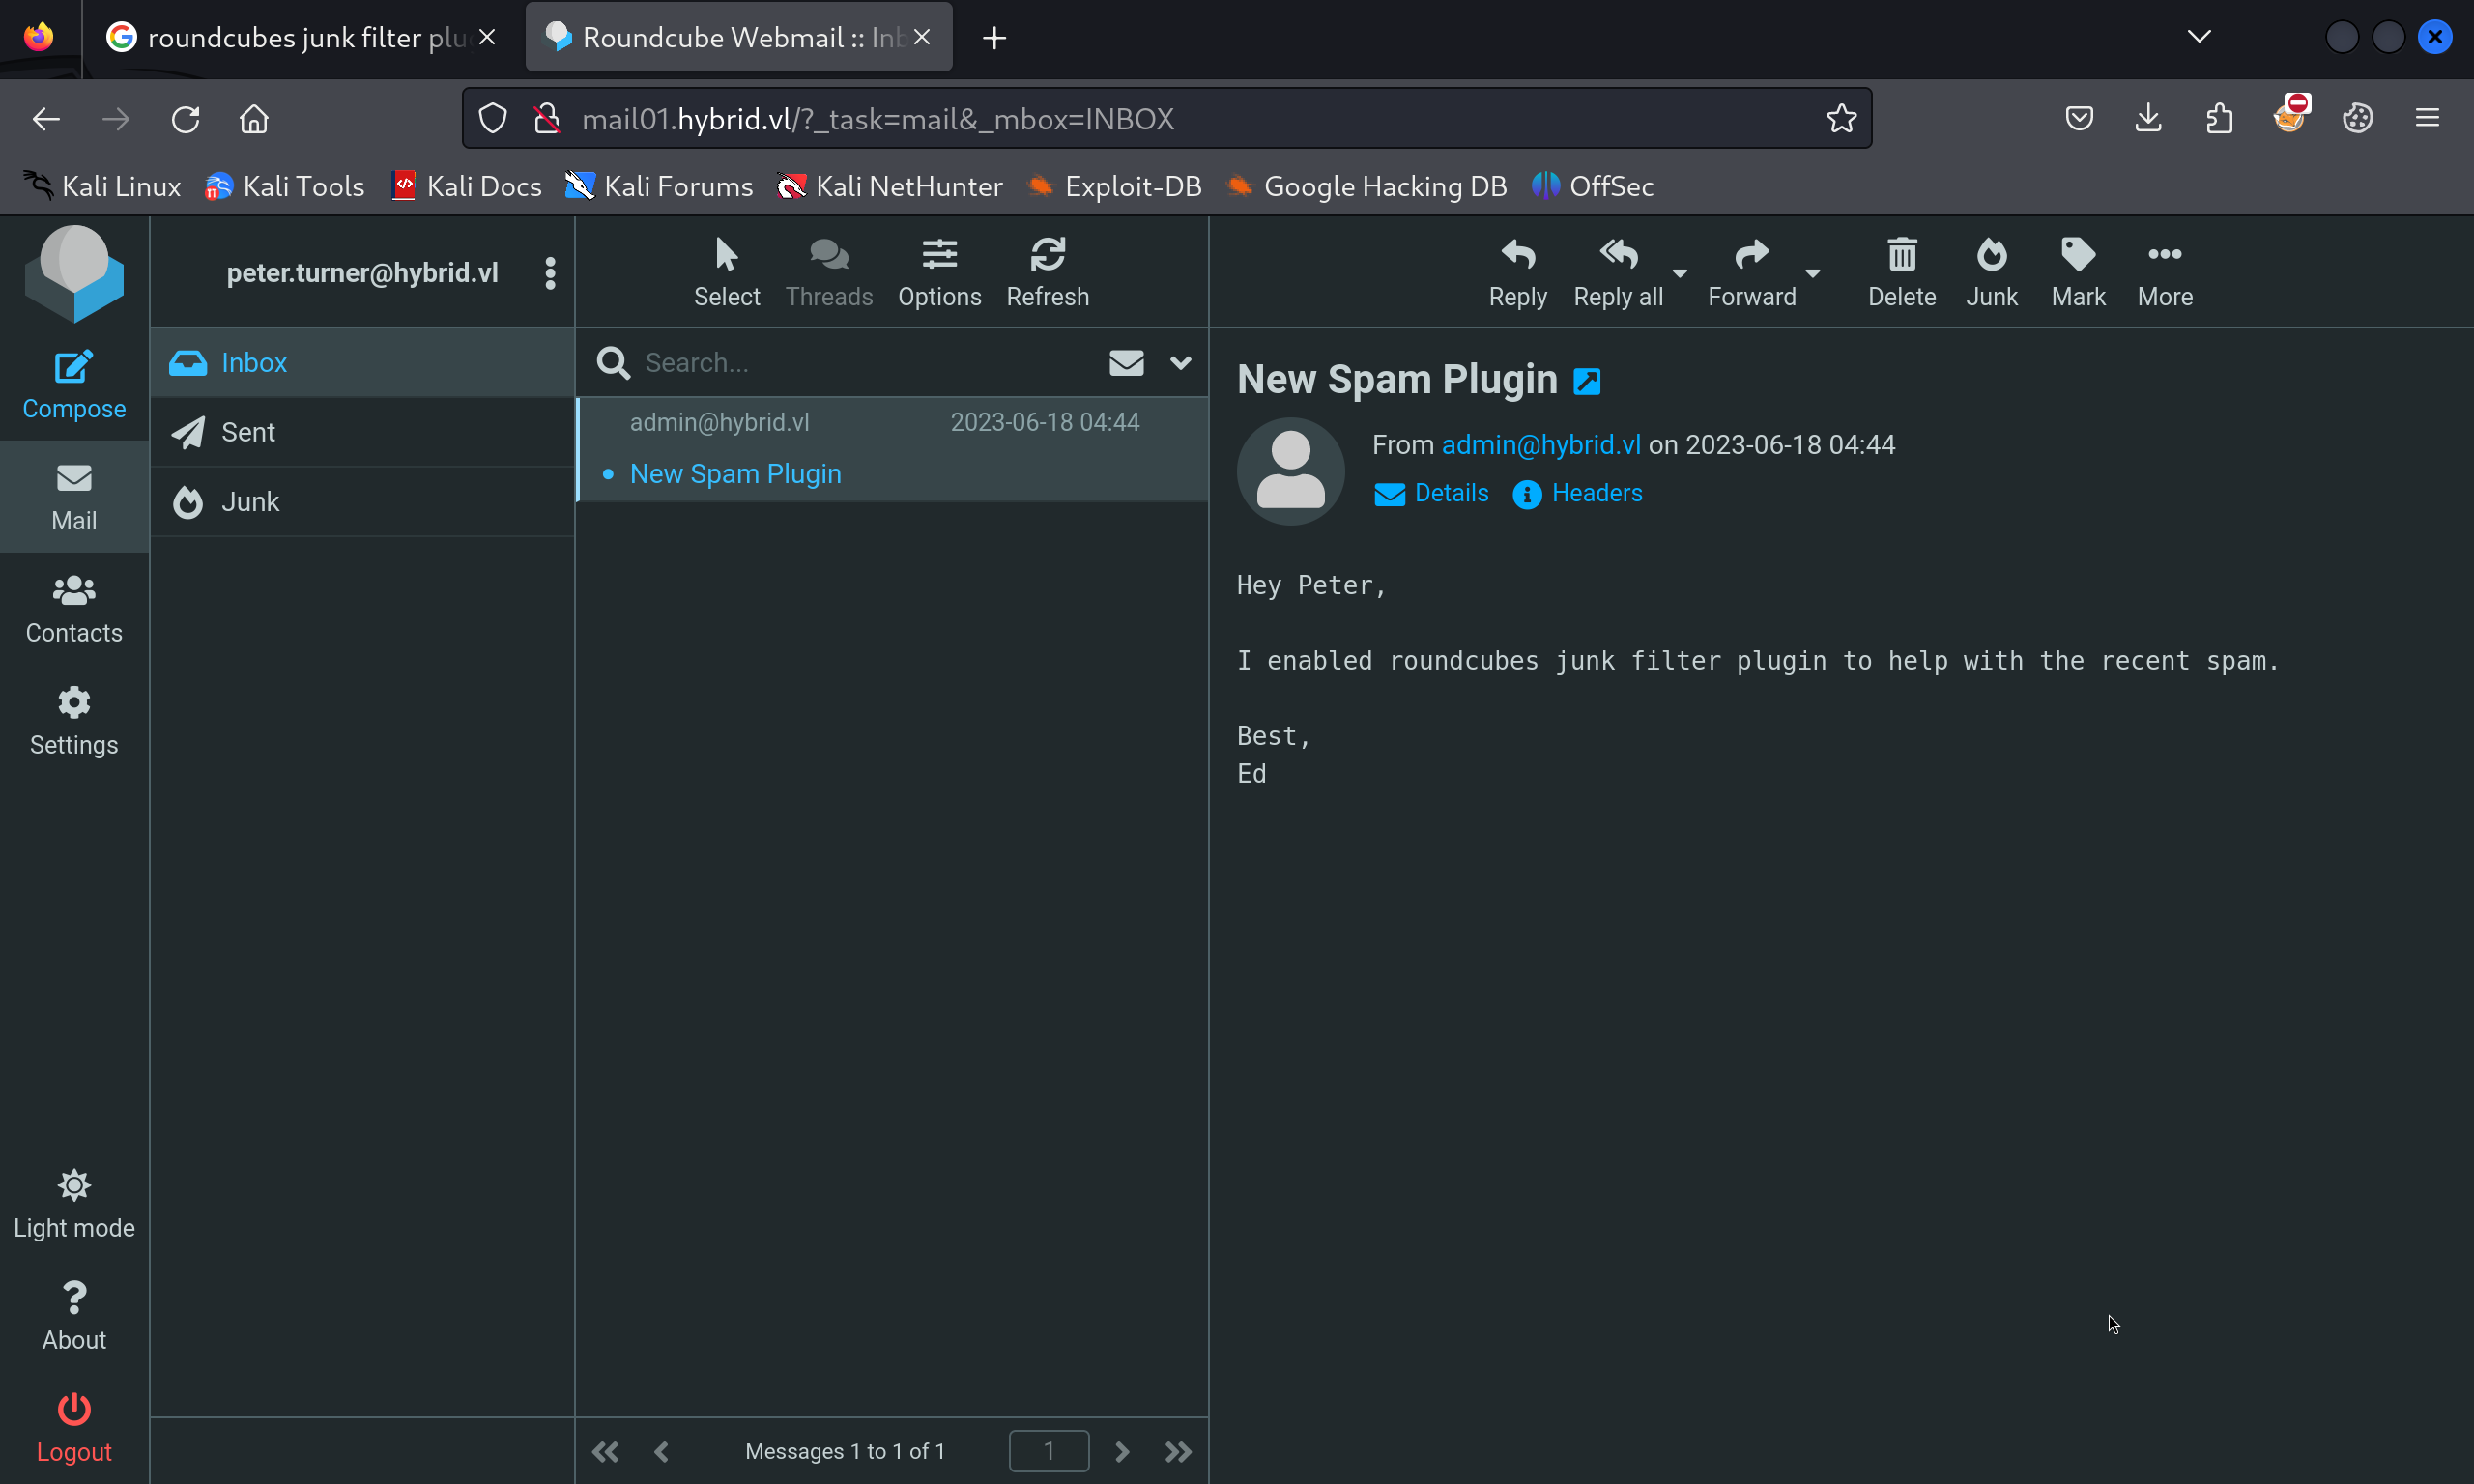 roundcubes junk filter plu
Roundcube Webmail :: Inb
mail01.hybrid.vl/?_task=mail&_mbox=INBOX
Kali Linux
Kali Tools
Kali Docs
Kali Forums
Kali NetHunter
Exploit-DB
Google Hacking DB
OffSec
peter.turner@hybrid.vl
Select
Threads
Options
Refresh
Reply
Reply all
Forward
Delete
Junk
Mark
More
Compose
Mail
Contacts
Settings
Light mode
About
Logout
Inbox
Sent
Junk
Search...
admin@hybrid.vl 2023-06-18 04:44
New Spam Plugin
Messages 1 to 1 of 1
1
New Spam Plugin
From admin@hybrid.vl on 2023-06-18 04:44
Details Headers
Hey Peter,
I enabled roundcubes junk filter plugin to help with the recent spam.
Best,
Ed